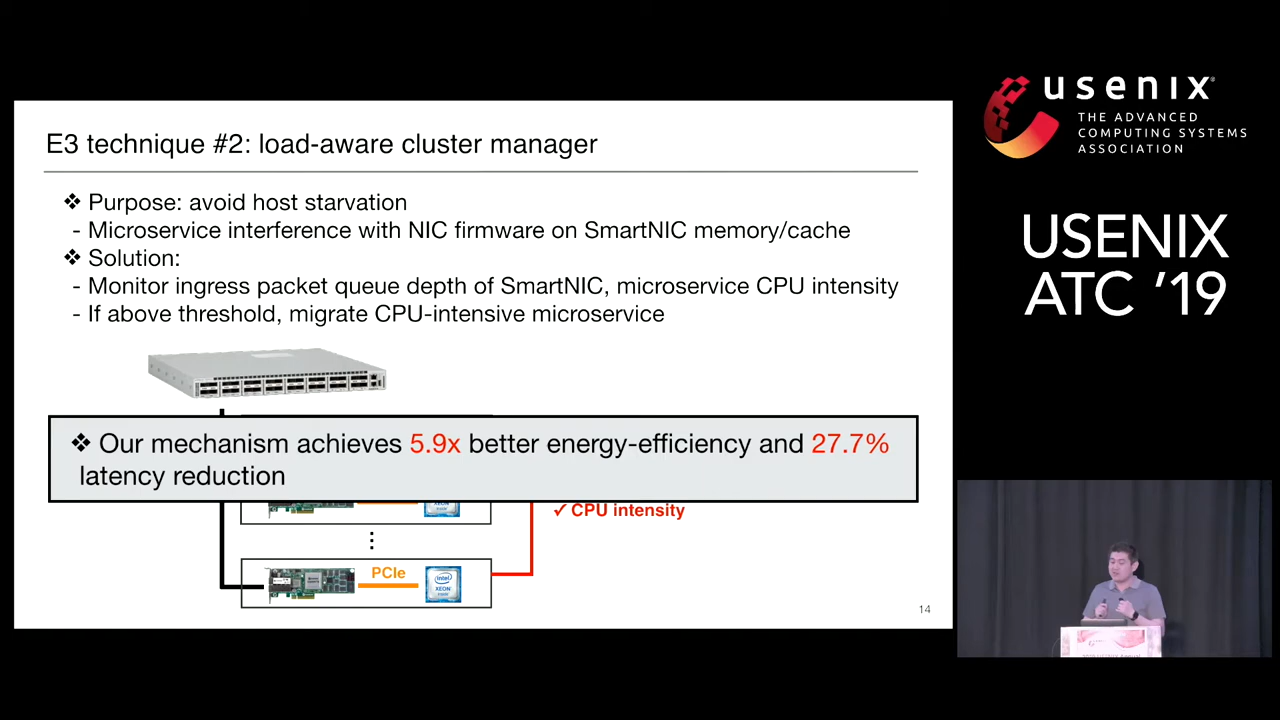 E3 technique #2: load-aware cluster manager
❖ Purpose: avoid host starvation
- Microservice interference with NIC firmware on SmartNIC memory/cache
❖ Solution:
- Monitor ingress packet queue depth of SmartNIC, microservice CPU intensity
- If above threshold, migrate CPU-intensive microservice
❖ Our mechanism achieves 5.9x better energy-efficiency and 27.7%
latency reduction
✓ CPU intensity
⋮
PCIe
intel
XEON
14
usenix
THE ADVANCED
COMPUTING SYSTEMS
ASSOCIATION
USENIX
ATC ’19